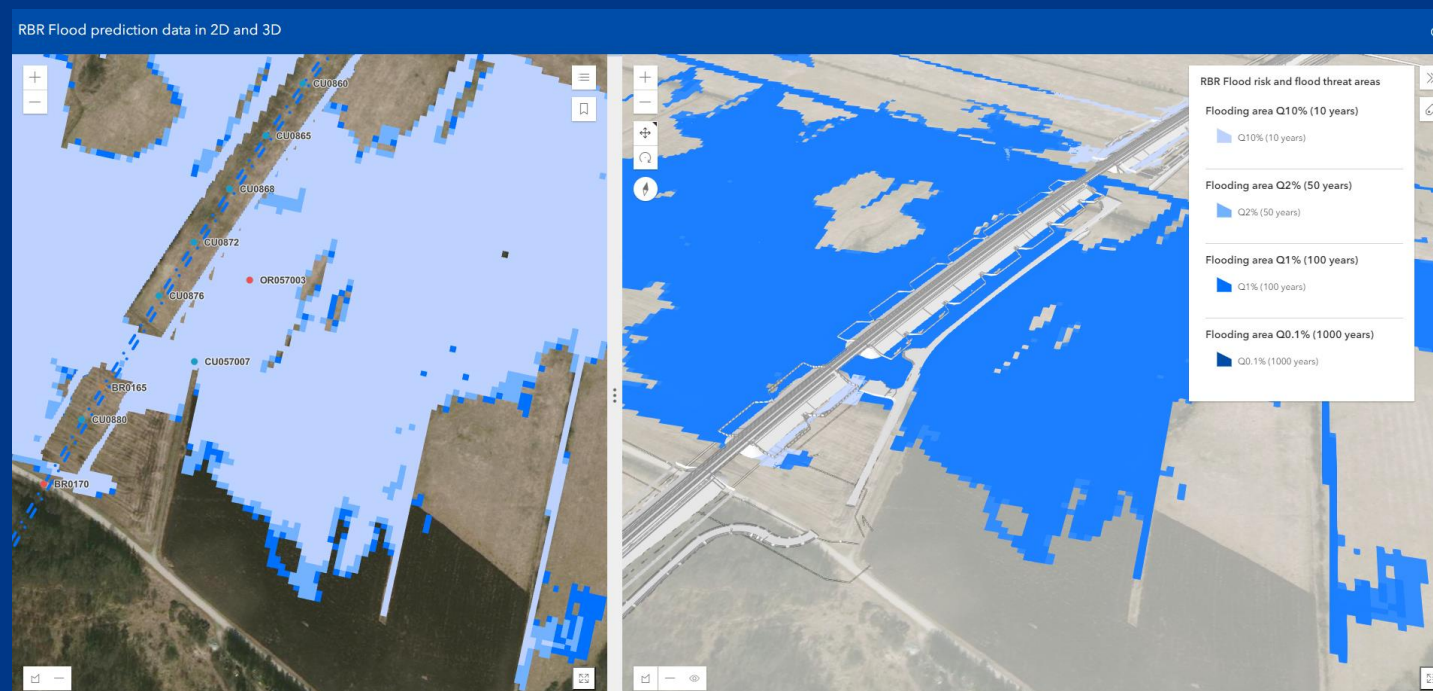 RBR Flood prediction data in 2D and 3D
CU0860
CU0865
CU0868
CU0872
OR057003
CU0876
CU057007
BR0165
CU0880
BR0170
RBR Flood risk and flood threat areas
Flooding area Q10% (10 years)
Q10% (10 years)
Flooding area Q2% (50 years)
Q2% (50 years)
Flooding area Q1% (100 years)
Q1% (100 years)
Flooding area Q0.1% (1000 years)
Q0.1% (1000 years)